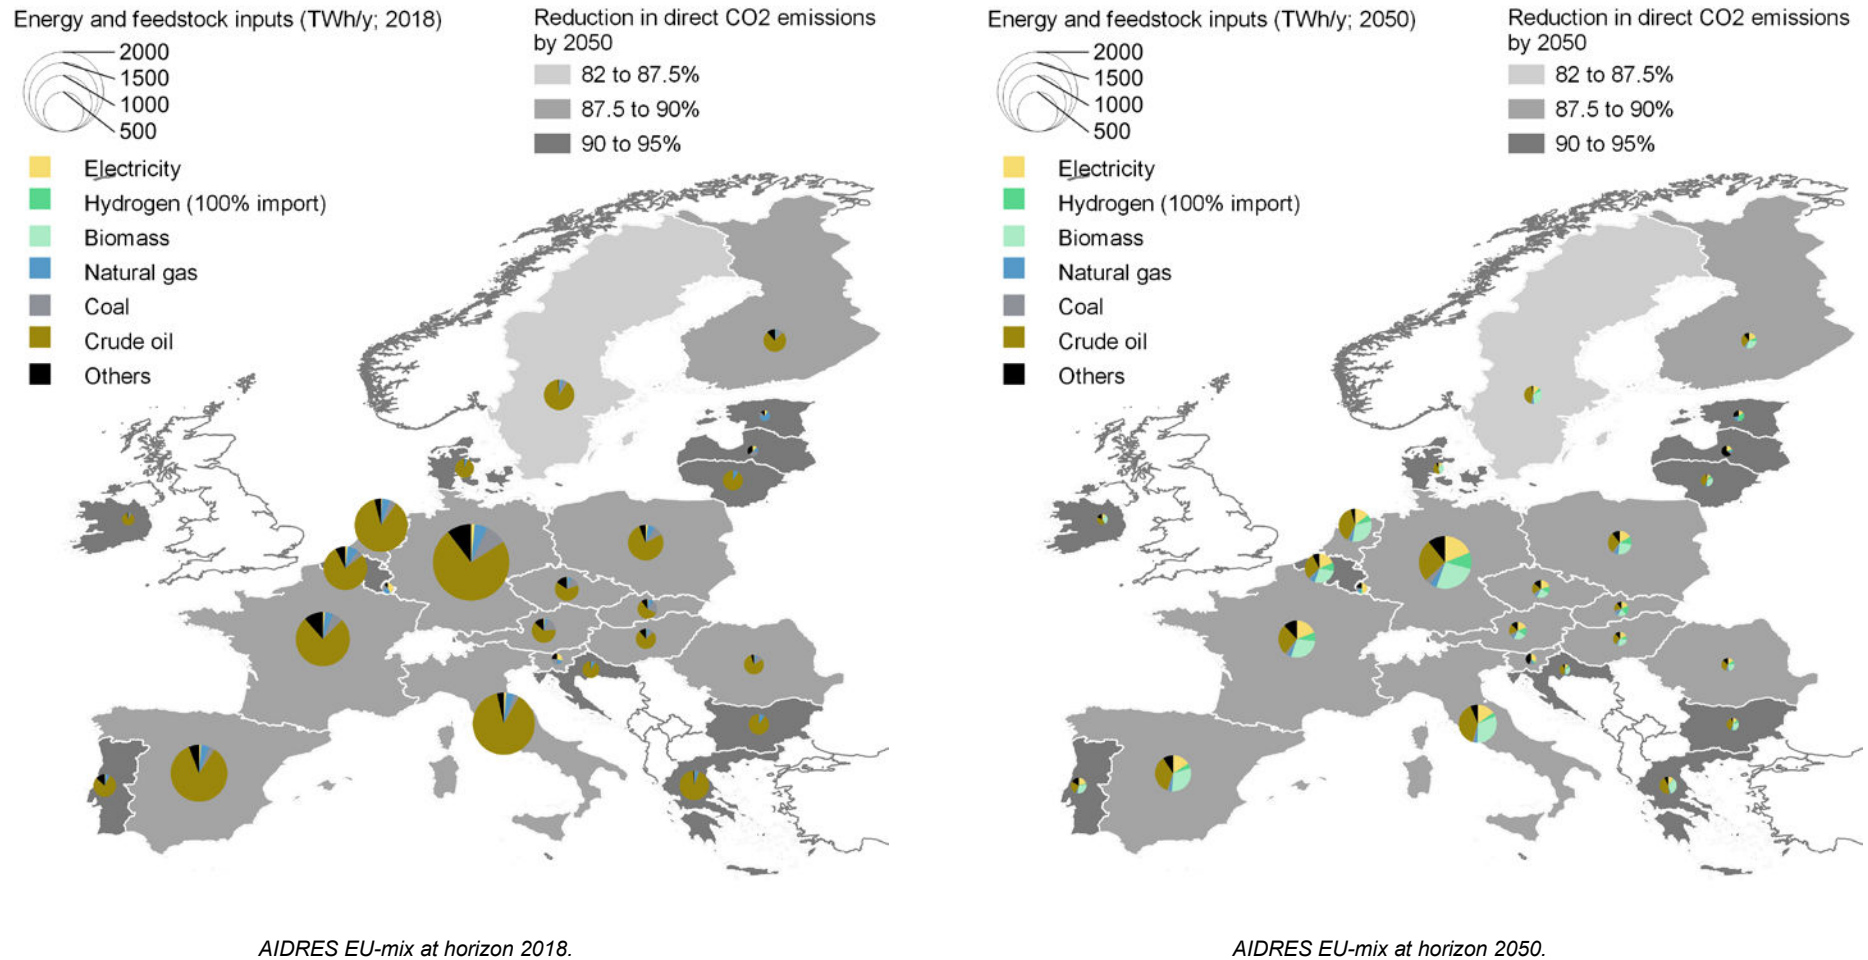 Energy and feedstock inputs (TWh/y; 2018)
2000
1500
1000
500
Electricity
Hydrogen (100% import)
Biomass
Natural gas
Coal
Crude oil
Others
Reduction in direct CO2 emissions
by 2050
82 to 87.5%
87.5 to 90%
90 to 95%
AIDRES EU-mix at horizon 2018.
Energy and feedstock inputs (TWh/y; 2050)
2000
1500
1000
500
Electricity
Hydrogen (100% import)
Biomass
Natural gas
Coal
Crude oil
Others
Reduction in direct CO2 emissions
by 2050
82 to 87.5%
87.5 to 90%
90 to 95%
AIDRES EU-mix at horizon 2050.